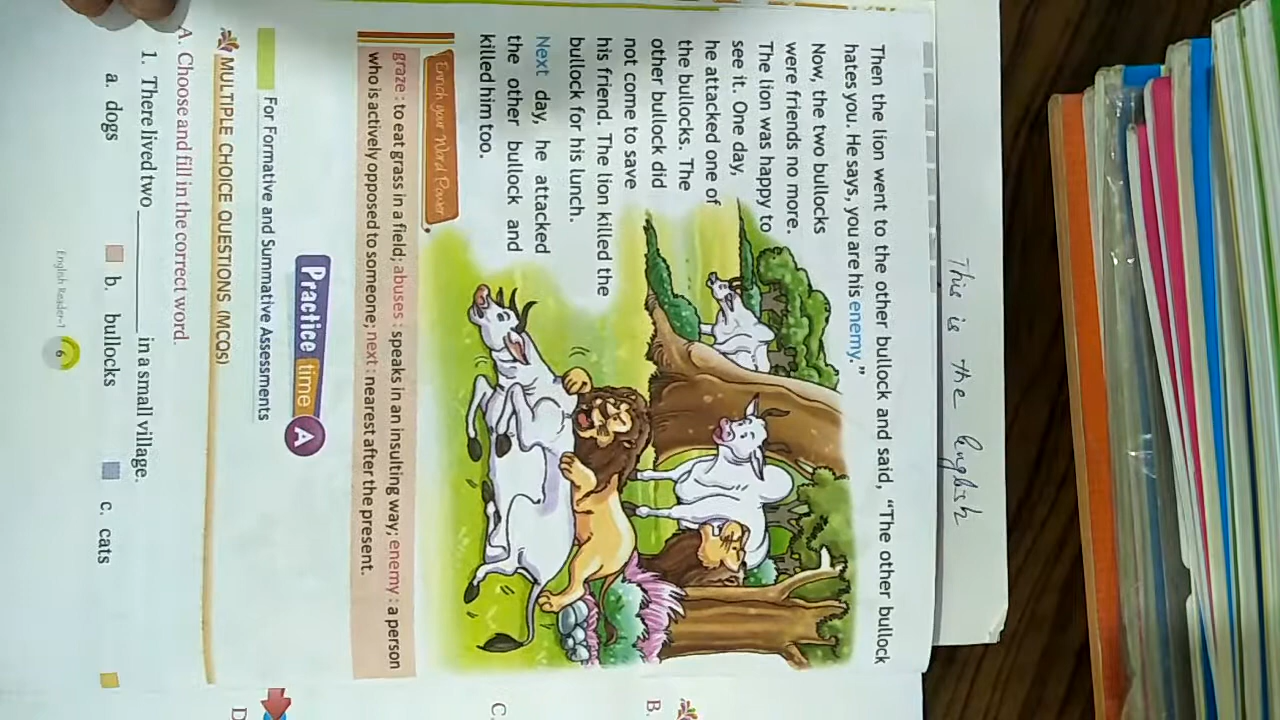 This is the English
Then the lion went to the other bullock and said, “The other bullock
hates you. He says, you are his enemy.”
Now, the two bullocks
were friends no more.
The lion was happy to
see it. One day,
he attacked one of
the bullocks. The
other bullock did
not come to save
his friend. The lion killed the
bullock for his lunch.
Next day, he attacked
the other bullock and
killed him too.
Enrich your Word Power
graze : to eat grass in a field; abuses : speaks in an insulting way; enemy : a person
who is actively opposed to someone; next : nearest after the present.
Practice time A
For Formative and Summative Assessments
MULTIPLE CHOICE QUESTIONS (MCQs)
A. Choose and fill in the correct word.
1. There lived two ____________ in a small village.
a. dogs b. bullocks c. cats
English Reader-1 6
B.
C.
D